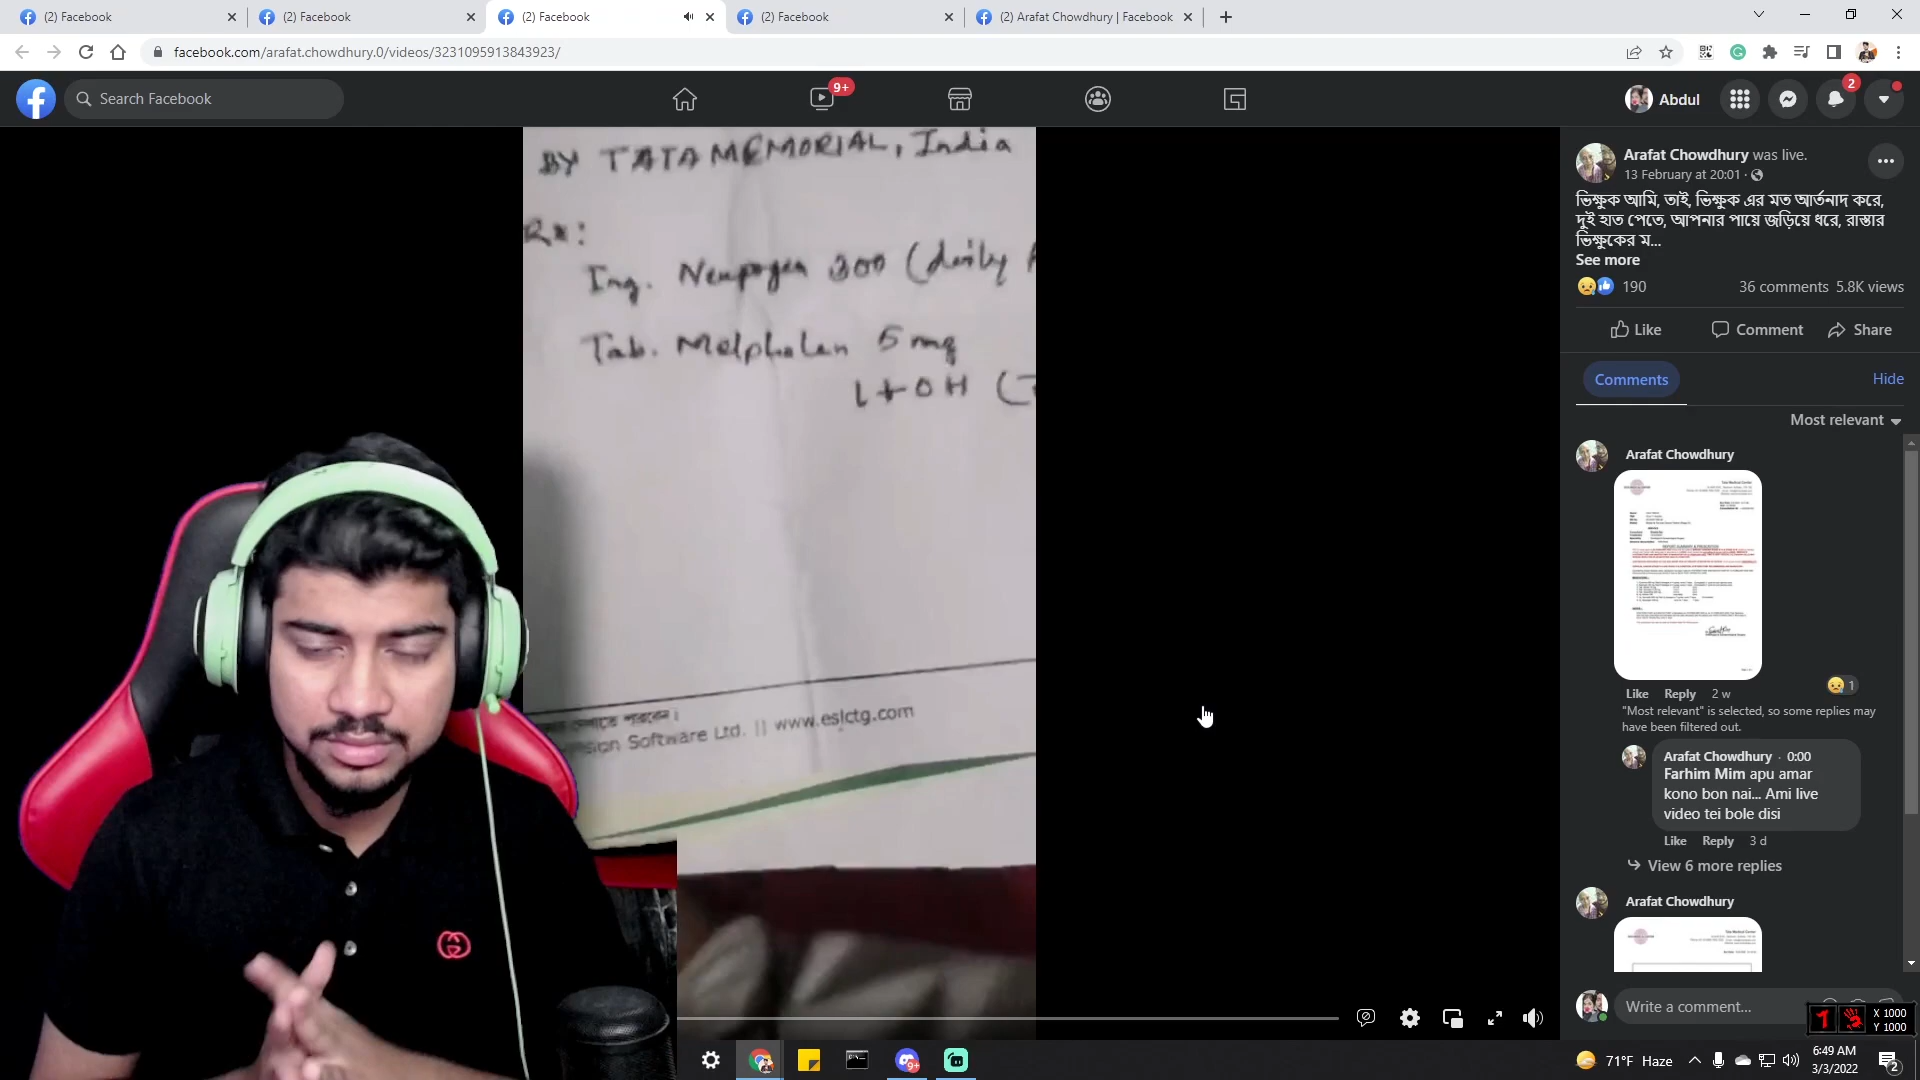 (2) Facebook
(2) Facebook
(2) Facebook
(2) Facebook
(2) Arafat Chowdhury | Facebook
facebook.com/arafat.chowdhury.0/videos/3231095913843923/
Search Facebook
9+
Abdul
2
BY TATA MEMORIAL, India
Rx:
Inj. Neupogen 300 (daily
Tab. Melphalan 5 mg
1+0+1
Software Ltd. || www.eslctg.com
Arafat Chowdhury was live.
13 February at 20:01
ভিক্ষুক আমি, তাই, ভিক্ষুক এর মত আর্তনাদ করে,
দুই হাত পেতে, আপনার পায়ে জড়িয়ে ধরে, রাস্তার
ভিক্ষুকের ম...
See more
190
36 comments 5.8K views
Like
Comment
Share
Comments
Hide
Most relevant
Arafat Chowdhury
Tata Medical Center
Like Reply 2 w
1
"Most relevant" is selected, so some replies may
have been filtered out.
Arafat Chowdhury · 0:00
Farhim Mim apu amar
kono bon nai... Ami live
video tei bole disi
Like Reply 3 d
View 6 more replies
Arafat Chowdhury
Write a comment...
X 1000
Y 1000
9+
71°F Haze
6:49 AM
3/3/2022
2